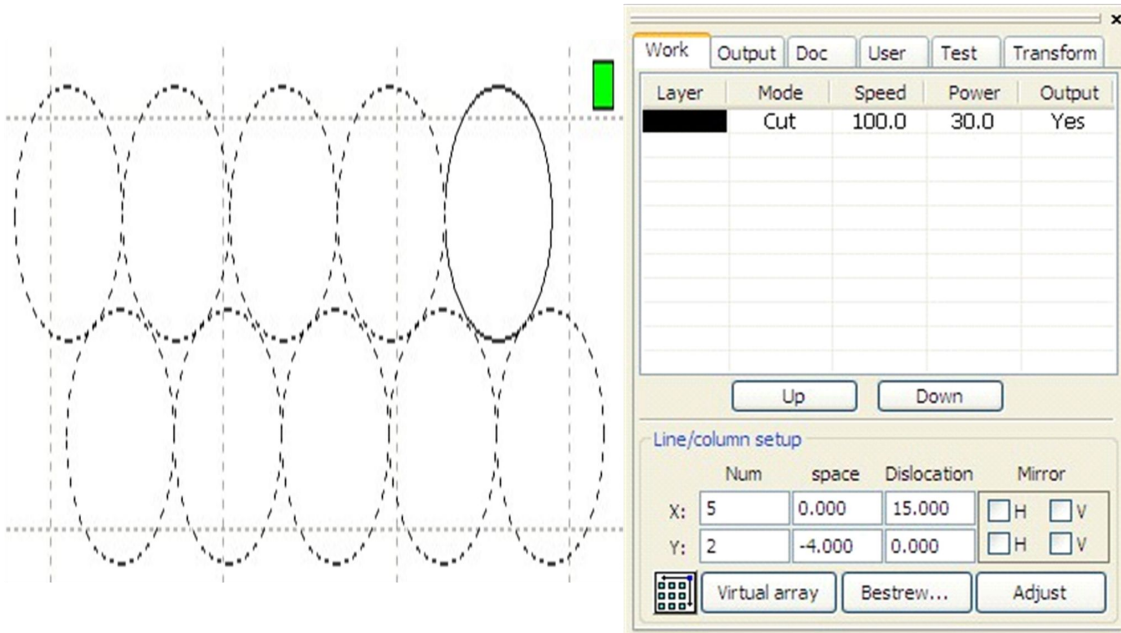 Work Output Doc User Test Transform
Layer Mode Speed Power Output
Cut 100.0 30.0 Yes
Up Down
Line/column setup
Num space Dislocation Mirror
X: 5 0.000 15.000 H V
Y: 2 -4.000 0.000 H V
Virtual array Bestrew... Adjust